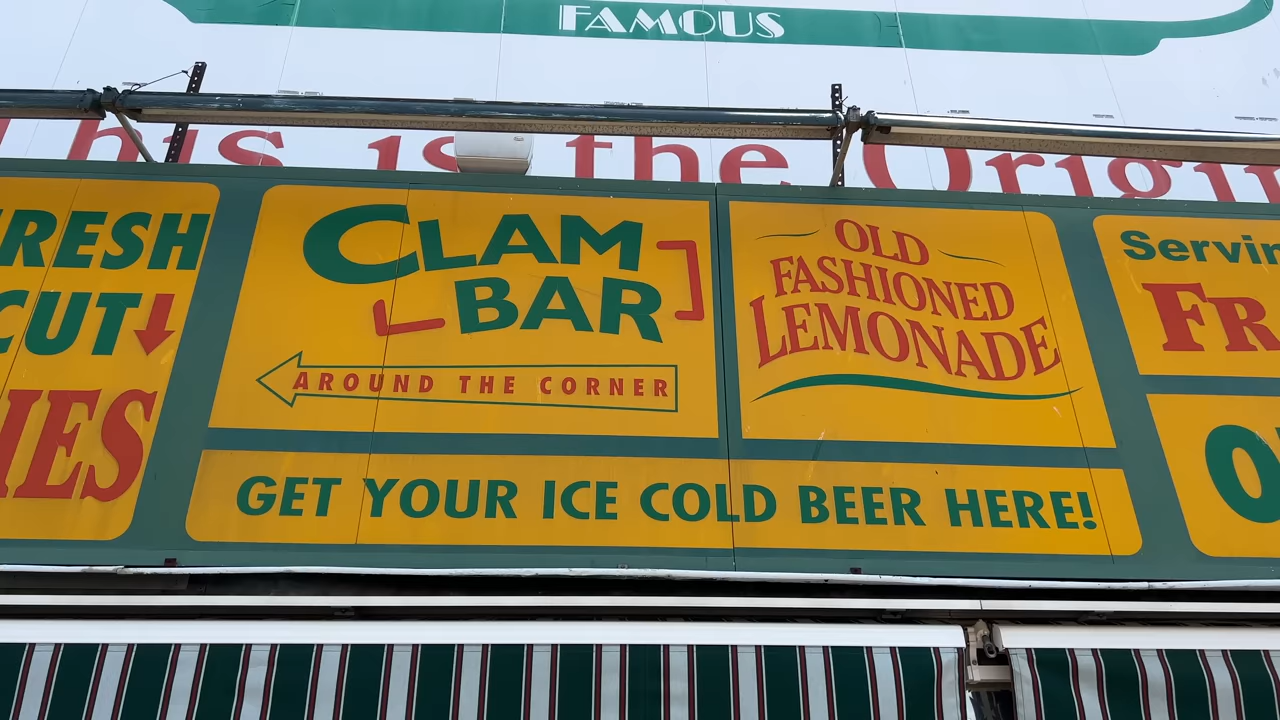 FAMOUS
This is the Origin
RESH
CUT
IES
CLAM
BAR
AROUND THE CORNER
OLD
FASHIONED
LEMONADE
GET YOUR ICE COLD BEER HERE!
Servin
FR